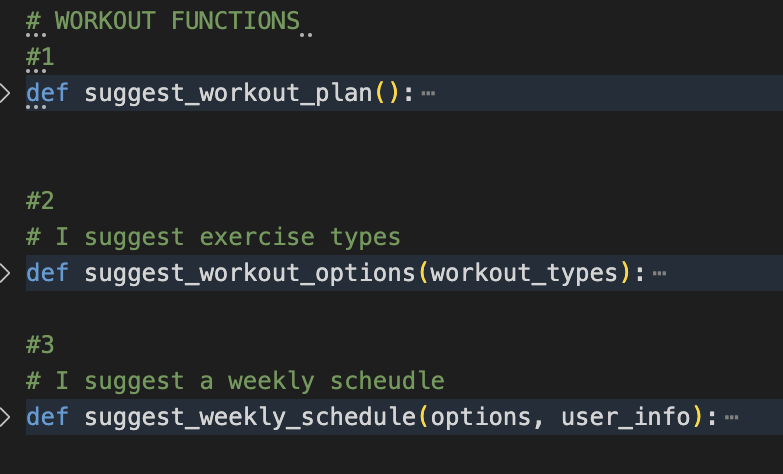 # WORKOUT FUNCTIONS
#1
def suggest_workout_plan():⋯
#2
# I suggest exercise types
def suggest_workout_options(workout_types):⋯
#3
# I suggest a weekly scheudle
def suggest_weekly_schedule(options, user_info):⋯